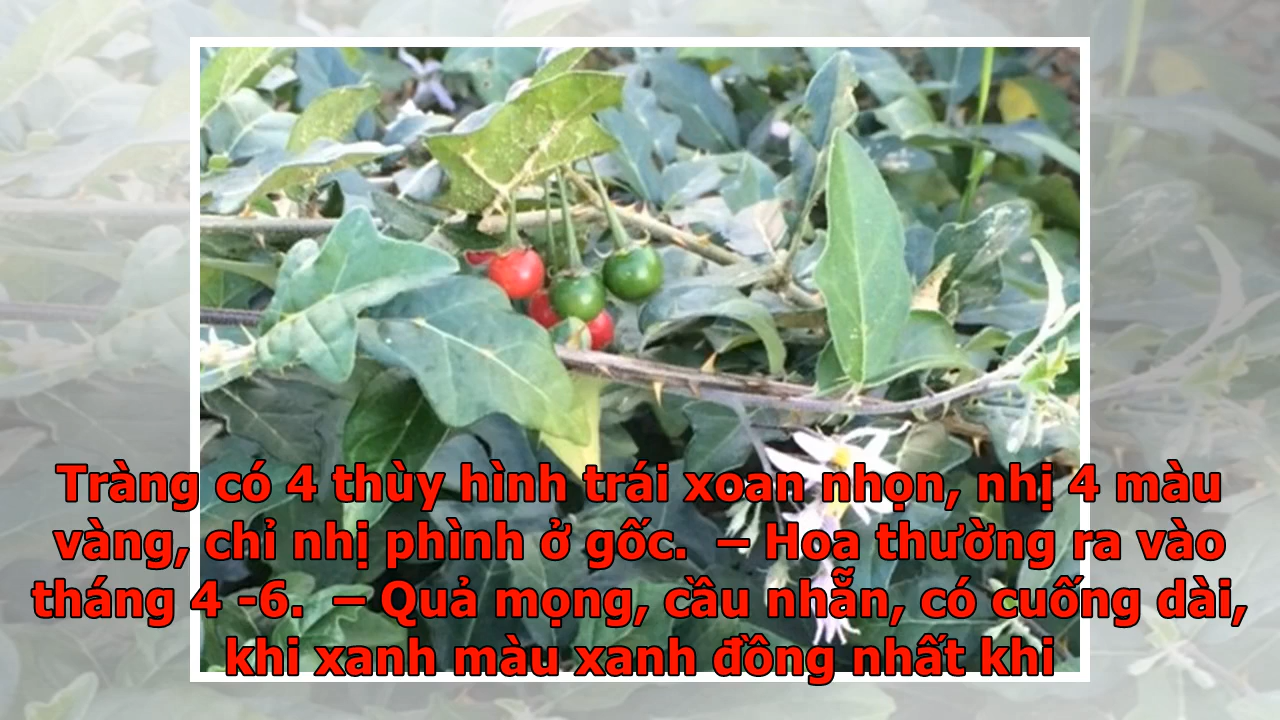 Tràng có 4 thùy hình trái xoan nhọn, nhị 4 màu
vàng, chỉ nhị phình ở gốc.  – Hoa thường ra vào
tháng 4 -6.  – Quả mọng, cầu nhẵn, có cuống dài,
khi xanh màu xanh đồng nhất khi